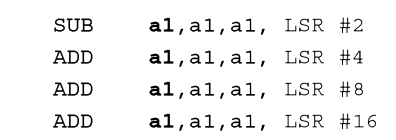 SUB a1,a1,a1, LSR #2
ADD a1,a1,a1, LSR #4
ADD a1,a1,a1, LSR #8
ADD a1,a1,a1, LSR #16